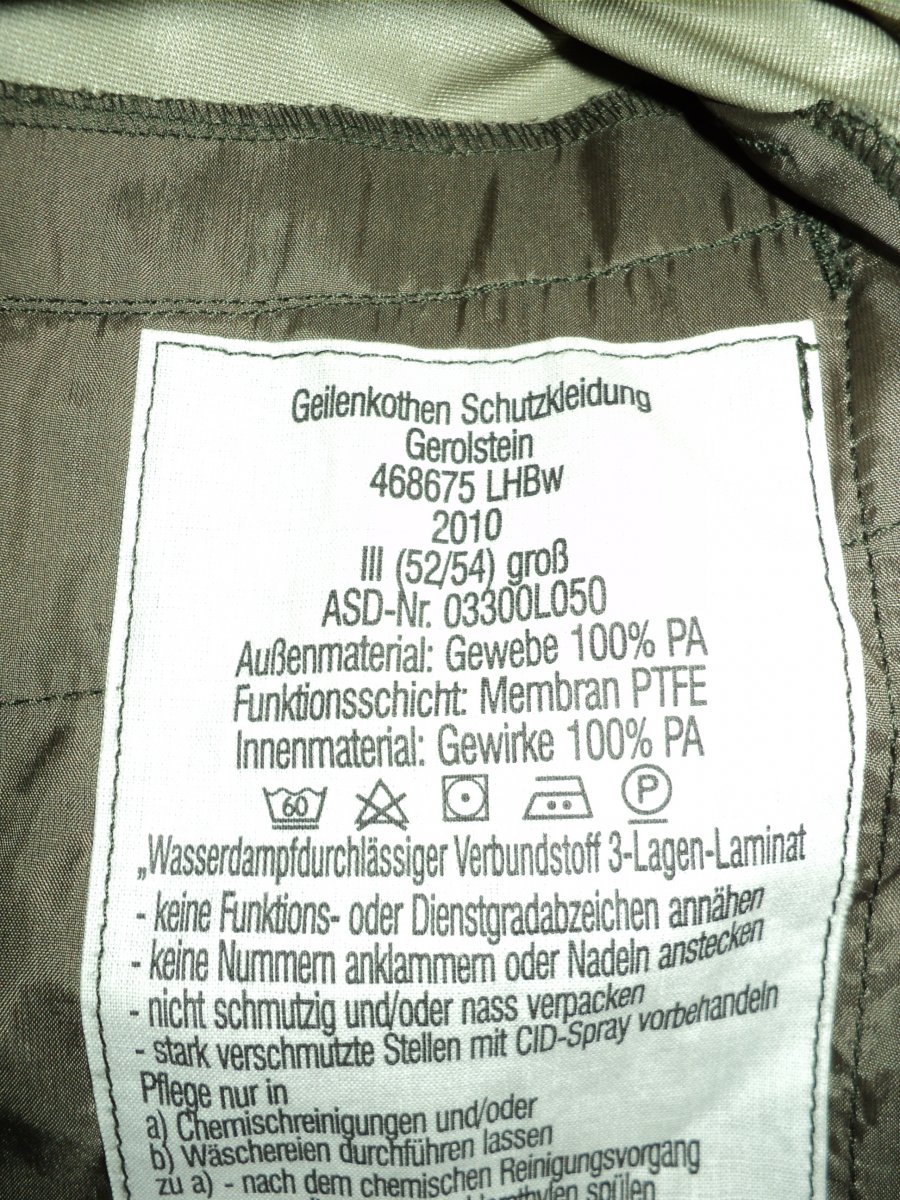 Geilenkothen Schutzkleidung
Gerolstein
468675 LHBw
2010
III (52/54) groß
ASD-Nr. 03300L050
Außenmaterial: Gewebe 100% PA
Funktionsschicht: Membran PTFE
Innenmaterial: Gewirke 100% PA
60 P
„Wasserdampfdurchlässiger Verbundstoff 3-Lagen-Laminat
- keine Funktions- oder Dienstgradabzeichen annähen
- keine Nummern anklammern oder Nadeln anstecken
- nicht schmutzig und/oder nass verpacken
- stark verschmutzte Stellen mit CID-Spray vorbehandeln
Pflege nur in
a) Chemischreinigungen und/oder
b) Wäschereien durchführen lassen
zu a) - nach dem chemischen Reinigungsvorgang
spülen